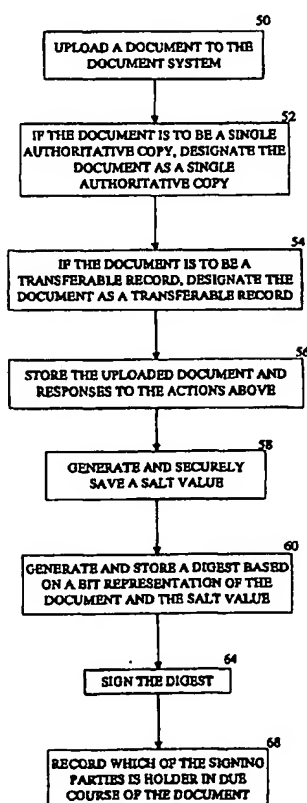 50
UPLOAD A DOCUMENT TO THE
DOCUMENT SYSTEM
52
IF THE DOCUMENT IS TO BE A SINGLE
AUTHORITATIVE COPY, DESIGNATE THE
DOCUMENT AS A SINGLE
AUTHORITATIVE COPY
54
IF THE DOCUMENT IS TO BE A
TRANSFERABLE RECORD, DESIGNATE THE
DOCUMENT AS A TRANSFERABLE RECORD
56
STORE THE UPLOADED DOCUMENT AND
RESPONSES TO THE ACTIONS ABOVE
58
GENERATE AND SECURELY
SAVE A SALT VALUE
60
GENERATE AND STORE A DIGEST BASED
ON A BIT REPRESENTATION OF THE
DOCUMENT AND THE SALT VALUE
64
SIGN THE DIGEST
68
RECORD WHICH OF THE SIGNING
PARTIES IS HOLDER IN DUE
COURSE OF THE DOCUMENT